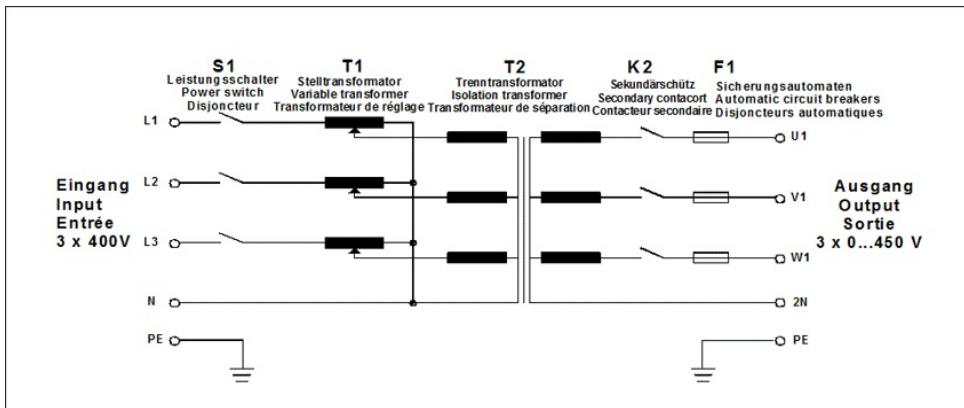 S1
Leistungsschalter
Power switch
Disjoncteur
T1
Stelltransformator
Variable transformer
Transformateur de réglage
T2
Trenntransformator
Isolation transformer
Transformateur de séparation
K2
Sekundärschütz
Secondary contacort
Contacteur secondaire
F1
Sicherungsautomaten
Automatic circuit breakers
Disjoncteurs automatiques
Eingang
Input
Entrée
3 x 400V
L1
L2
L3
N
PE
U1
V1
W1
2N
PE
Ausgang
Output
Sortie
3 x 0...450 V